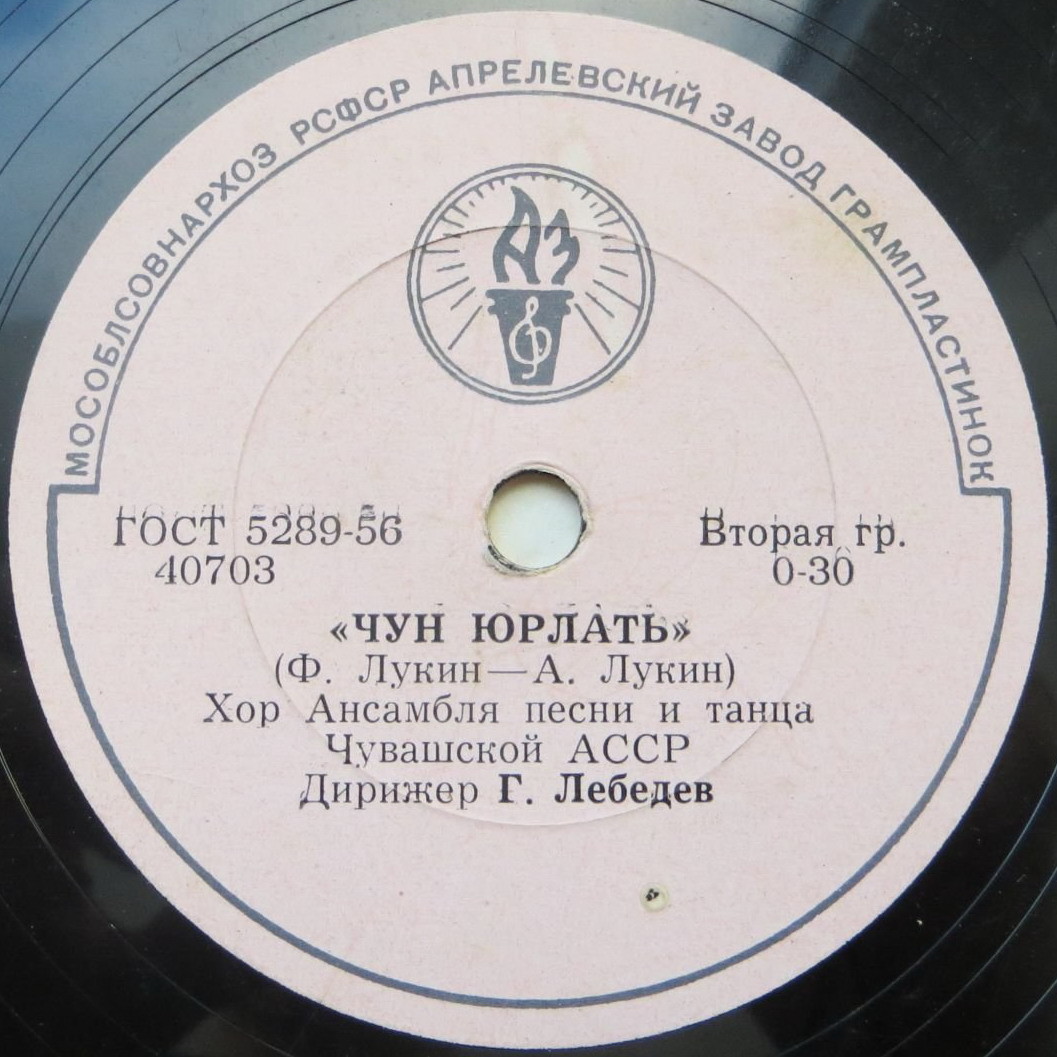 МОСОБЛСОВНАРХОЗ РСФСР АПРЕЛЕВСКИЙ ЗАВОД ГРАМПЛАСТИНОК
АЗ
ГОСТ 5289-56
40703
Вторая гр.
0-30
«ЧУН ЮРЛАТЬ»
(Ф. Лукин — А. Лукин)
Хор Ансамбля песни и танца
Чувашской АССР
Дирижер Г. Лебедев